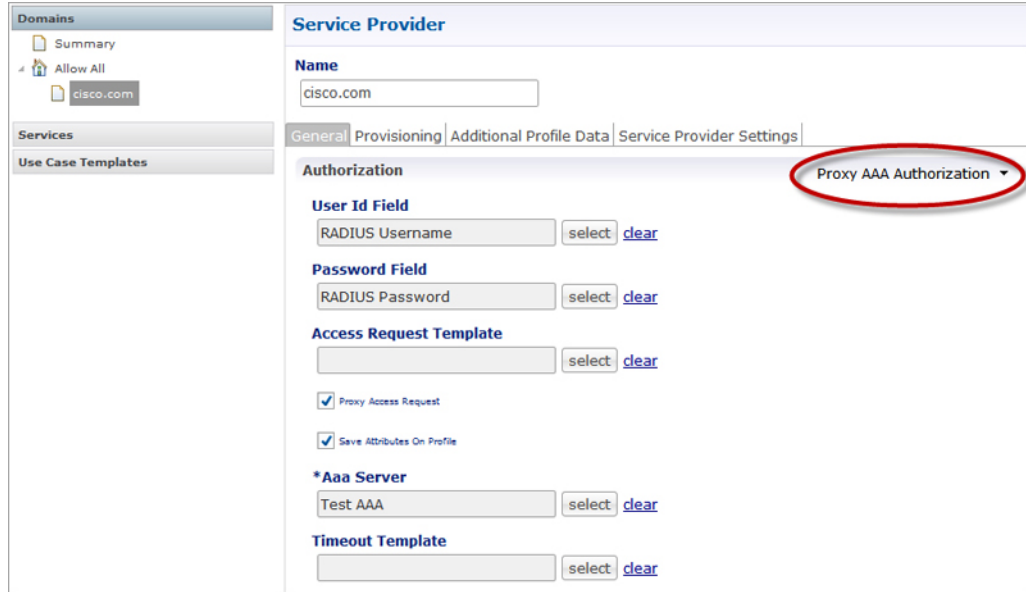 Domains
Summary
Allow All
cisco.com
Services
Use Case Templates
Service Provider
Name
cisco.com
General Provisioning Additional Profile Data Service Provider Settings
Authorization Proxy AAA Authorization
User Id Field
RADIUS Username select clear
Password Field
RADIUS Password select clear
Access Request Template
select clear
Proxy Access Request
Save Attributes On Profile
*Aaa Server
Test AAA select clear
Timeout Template
select clear